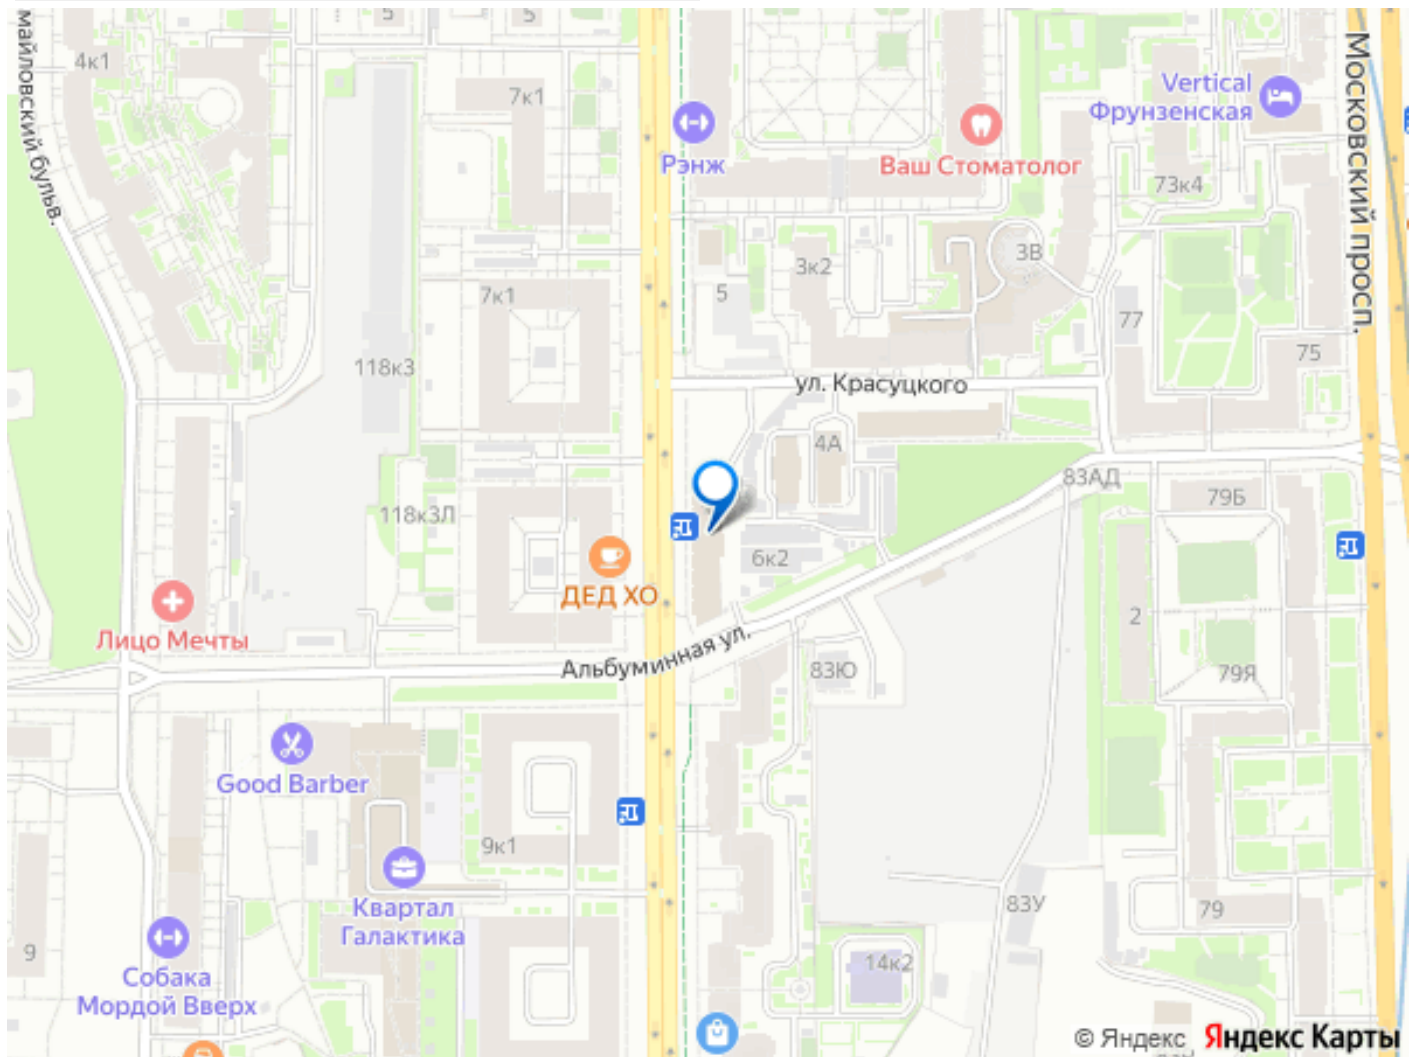 майловский бульв.
4к1
5
5
7к1
Рэнж
Ваш Стоматолог
Vertical
Фрунзенская
Московский просп.
73к4
3к2
3В
5
7к1
77
75
118к3
ул. Красуцкого
4А
83АД
79Б
118к3Л
6к2
ДЕД ХО
Лицо Мечты
2
Альбуминная ул.
83Ю
79Я
Good Barber
9к1
Квартал
Галактика
83У
79
9
Собака
Мордой Вверх
14к2
© Яндекс Яндекс Карты